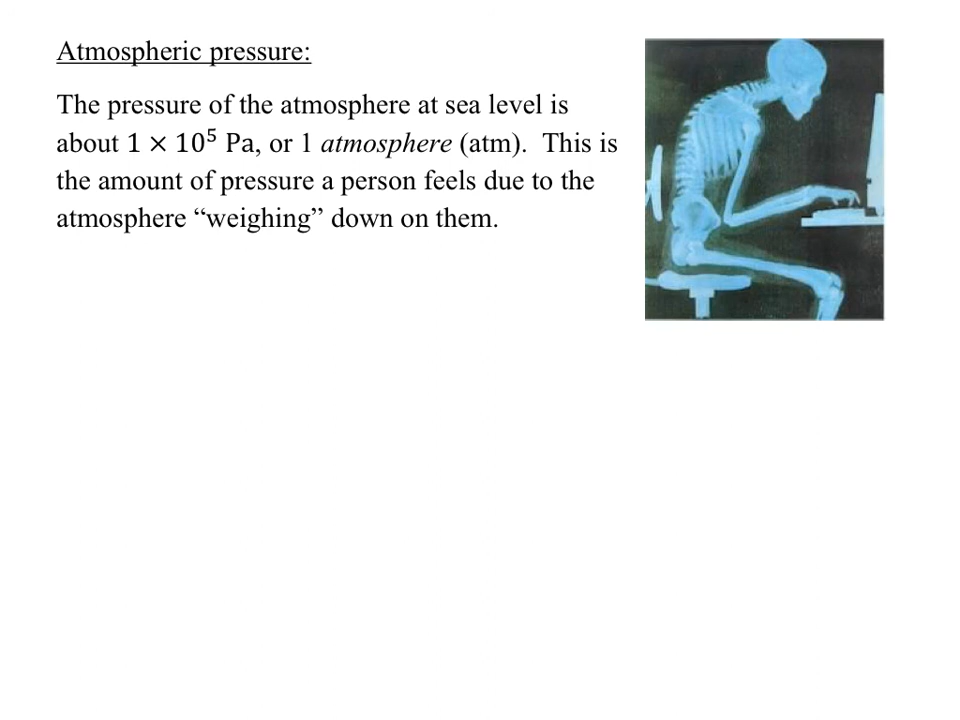 Atmospheric pressure:
The pressure of the atmosphere at sea level is
about 1 × 10⁵ Pa, or 1 atmosphere (atm).  This is
the amount of pressure a person feels due to the
atmosphere “weighing” down on them.